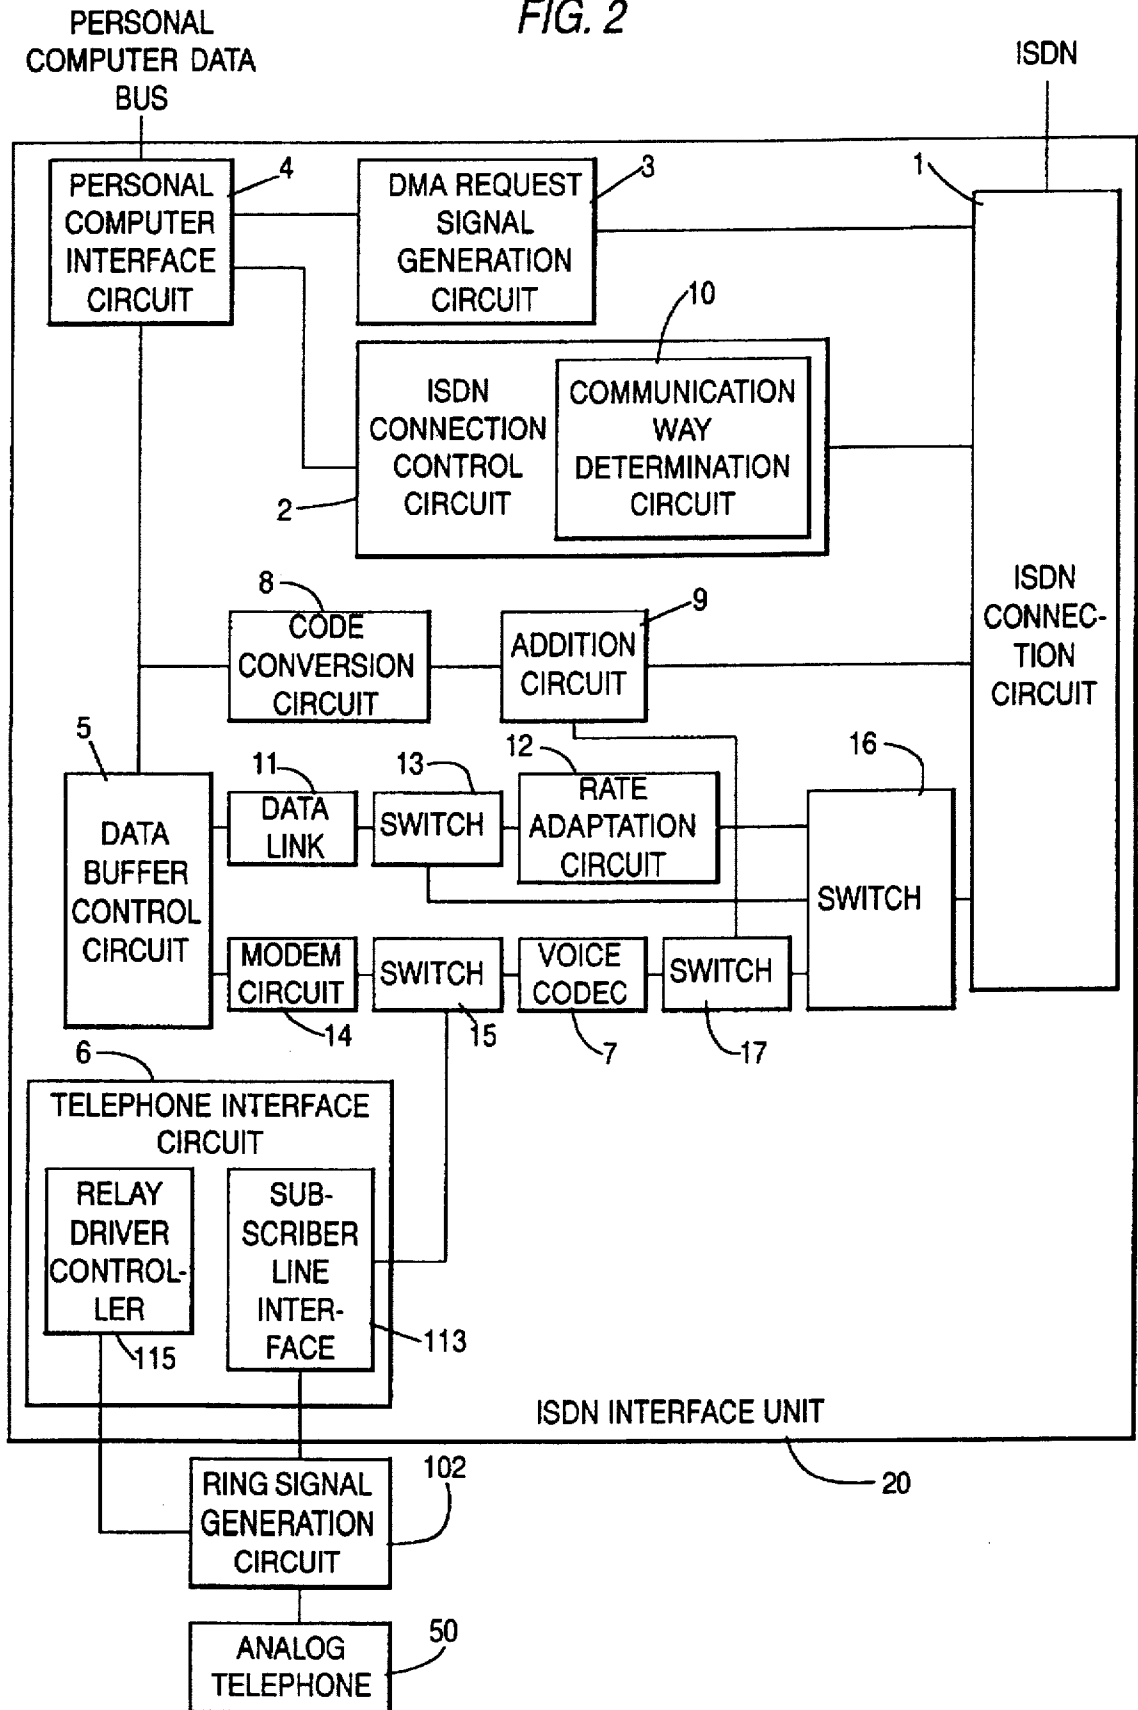 FIG. 2
PERSONAL
COMPUTER DATA
BUS
ISDN
PERSONAL
COMPUTER
INTERFACE
CIRCUIT
4
DMA REQUEST
SIGNAL
GENERATION
CIRCUIT
3
1
10
ISDN
CONNECTION
CONTROL
CIRCUIT
2
COMMUNICATION
WAY
DETERMINATION
CIRCUIT
ISDN
CONNEC-
TION
CIRCUIT
8
CODE
CONVERSION
CIRCUIT
9
ADDITION
CIRCUIT
5
DATA
BUFFER
CONTROL
CIRCUIT
11
DATA
LINK
13
SWITCH
12
RATE
ADAPTATION
CIRCUIT
16
SWITCH
MODEM
CIRCUIT
14
SWITCH
15
VOICE
CODEC
7
SWITCH
17
6
TELEPHONE INTERFACE
CIRCUIT
RELAY
DRIVER
CONTROL-
LER
115
SUB-
SCRIBER
LINE
INTER-
FACE
113
ISDN INTERFACE UNIT
20
RING SIGNAL
GENERATION
CIRCUIT
102
ANALOG
TELEPHONE
50